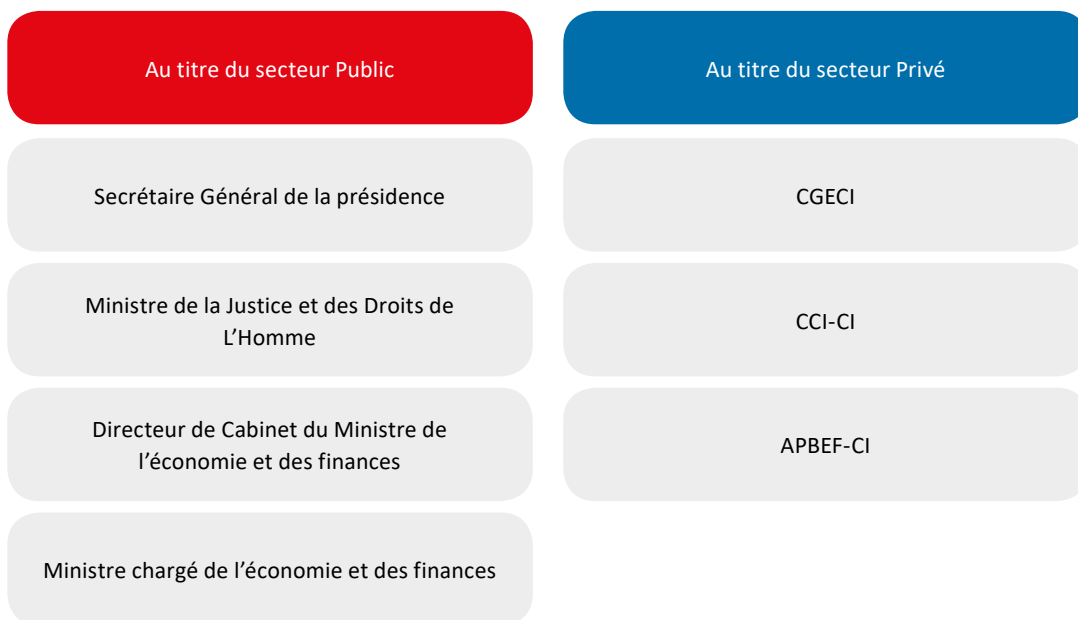 Au titre du secteur Public
Secrétaire Général de la présidence
Ministre de la Justice et des Droits de
L’Homme
Directeur de Cabinet du Ministre de
l’économie et des finances
Ministre chargé de l’économie et des finances
Au titre du secteur Privé
CGECI
CCI-CI
APBEF-CI